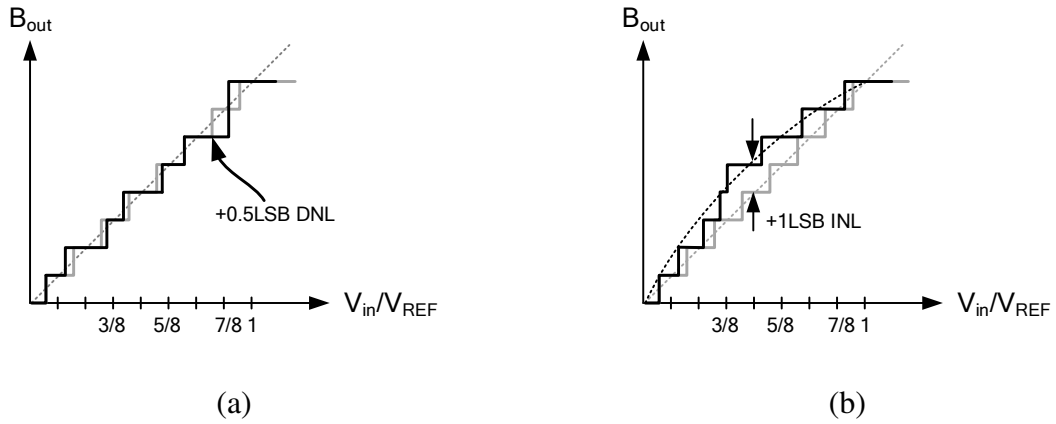 B_out
+0.5LSB DNL
V_in/V_REF
3/8 5/8 7/8 1
(a)
B_out
+1LSB INL
V_in/V_REF
3/8 5/8 7/8 1
(b)